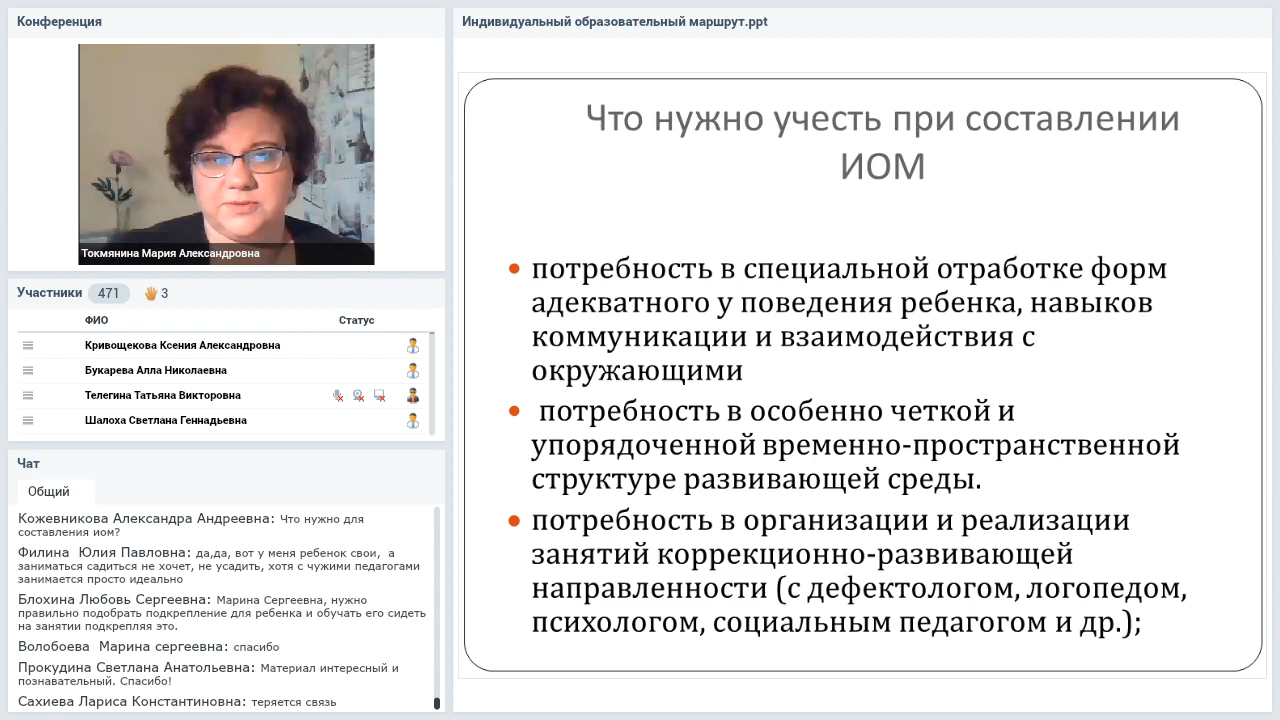 Конференция
Токмянина Мария Александровна
Участники 471 3
ФИО Статус
Кривощекова Ксения Александровна
Букарева Алла Николаевна
Телегина Татьяна Викторовна
Шалоха Светлана Геннадьевна
Чат
Общий
Кожевникова Александра Андреевна: Что нужно для
составления иом?
Филина Юлия Павловна: да,да, вот у меня ребенок свои, а
заниматься садиться не хочет, не усадить, хотя с чужими педагогами
занимается просто идеально
Блохина Любовь Сергеевна: Марина Сергеевна, нужно
правильно подобрать подкрепление для ребенка и обучать его сидеть
на занятии подкрепляя это.
Волобоева Марина сергеевна: спасибо
Прокудина Светлана Анатольевна: Материал интересный и
познавательный. Спасибо!
Сахиева Лариса Константиновна: теряется связь
Индивидуальный образовательный маршрут.ppt
Что нужно учесть при составлении
ИОМ
• потребность в специальной отработке форм
адекватного у поведения ребенка, навыков
коммуникации и взаимодействия с
окружающими
• потребность в особенно четкой и
упорядоченной временно-пространственной
структуре развивающей среды.
• потребность в организации и реализации
занятий коррекционно-развивающей
направленности (с дефектологом, логопедом,
психологом, социальным педагогом и др.);